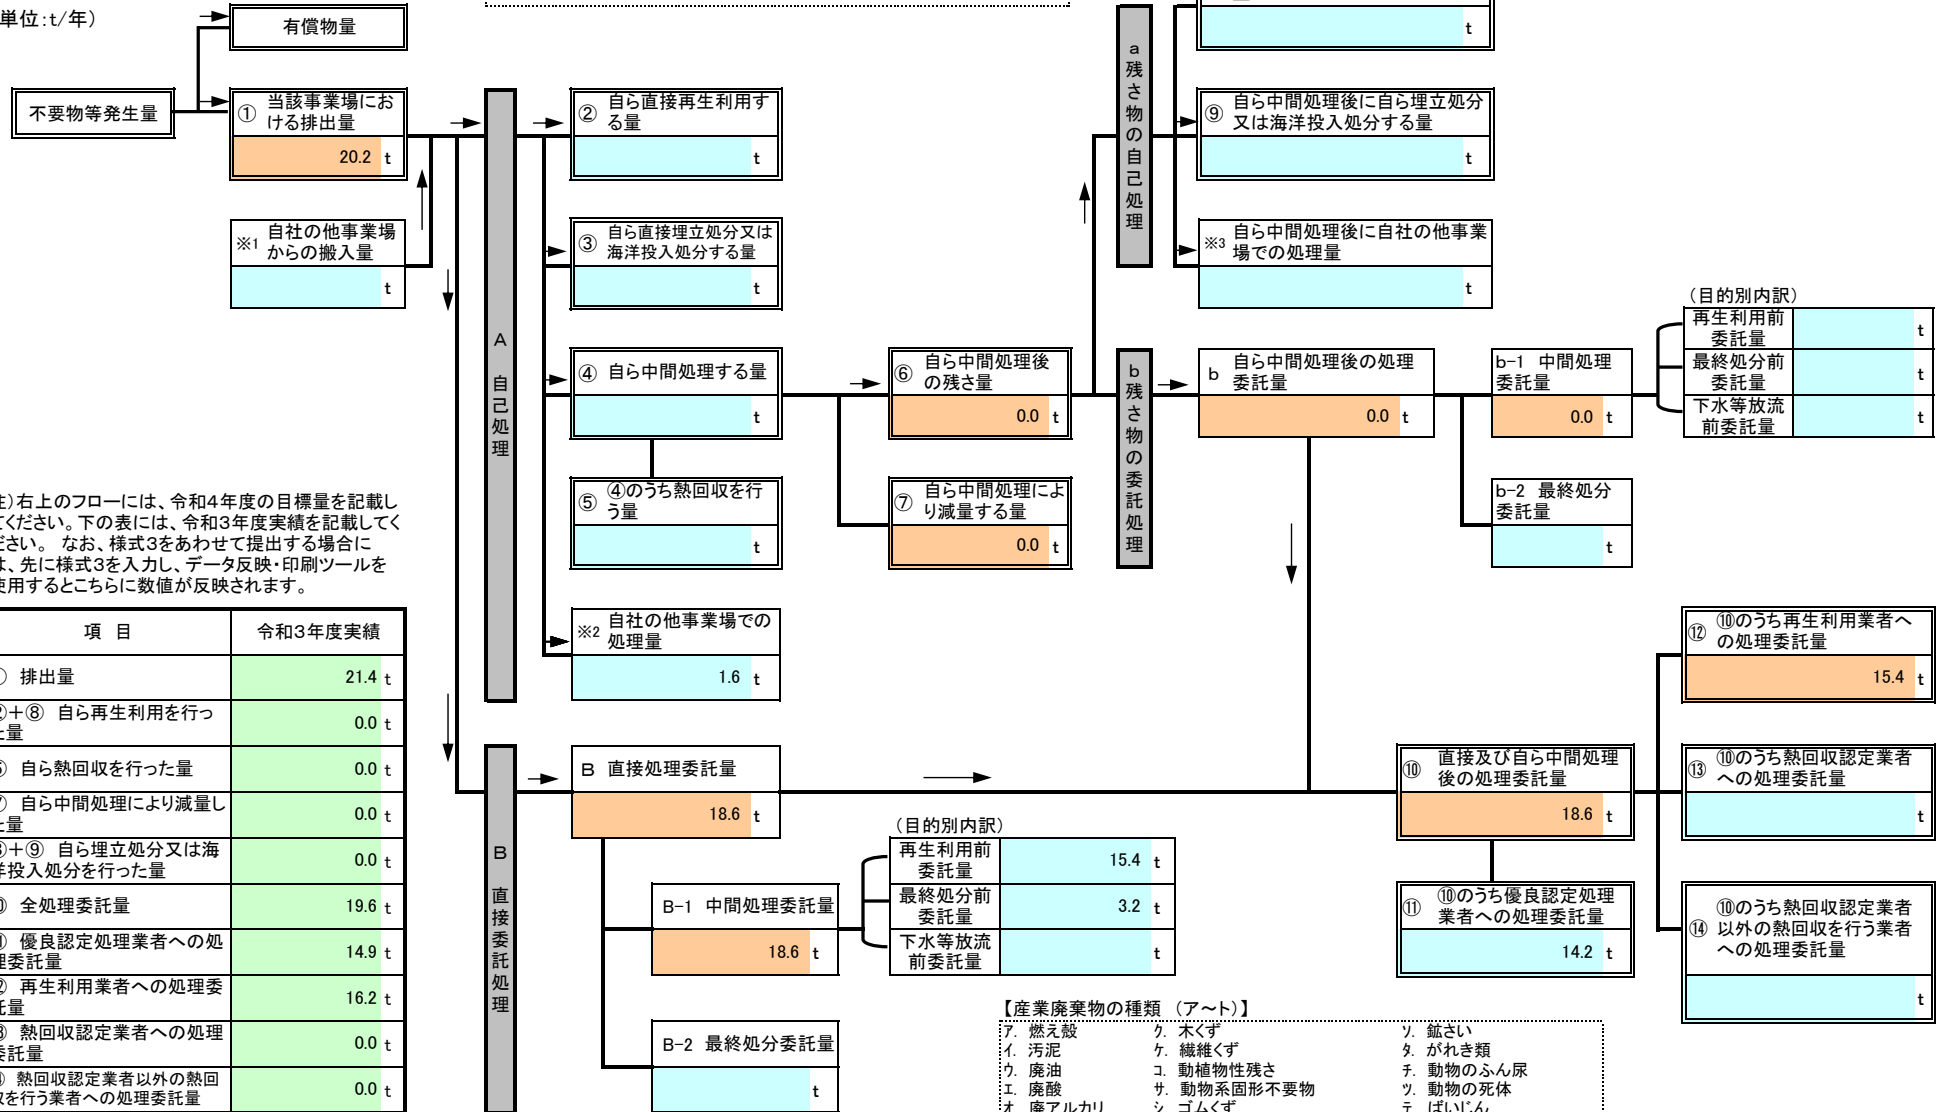 単位:t/年)
有償物量
不要物等発生量
① 当該事業場にお
ける排出量
20.2 t
※1 自社の他事業場
からの搬入量
t
A 自己処理
② 自ら直接再生利用す
る量
t
③ 自ら直接埋立処分又は
海洋投入処分する量
t
④ 自ら中間処理する量
t
⑤ ④のうち熱回収を行
う量
t
※2 自社の他事業場での
処理量
1.6 t
⑥ 自ら中間処理後
の残さ量
0.0 t
⑦ 自ら中間処理によ
り減量する量
0.0 t
a 残さ物の自己処理
t
⑨ 自ら中間処理後に自ら埋立処分
又は海洋投入処分する量
t
※3 自ら中間処理後に自社の他事業
場での処理量
t
b 残さ物の委託処理
b 自ら中間処理後の処理
委託量
0.0 t
b-1 中間処理
委託量
0.0 t
b-2 最終処分
委託量
t
(目的別内訳)
再生利用前
委託量
t
最終処分前
委託量
t
下水等放流
前委託量
t
)右上のフローには、令和4年度の目標量を記載し
ください。下の表には、令和3年度実績を記載してく
さい。 なお、様式3をあわせて提出する場合に
、先に様式3を入力し、データ反映・印刷ツールを
使用するとこちらに数値が反映されます。
項 目 令和3年度実績
排出量 21.4 t
+⑧ 自ら再生利用を行っ
量
0.0 t
自ら熱回収を行った量 0.0 t
自ら中間処理により減量し
量
0.0 t
+⑨ 自ら埋立処分又は海
洋投入処分を行った量
0.0 t
全処理委託量 19.6 t
優良認定処理業者への処
理委託量
14.9 t
再生利用業者への処理委
託量
16.2 t
熱回収認定業者への処理
委託量
0.0 t
熱回収認定業者以外の熱回
収を行う業者への処理委託量
0.0 t
B 直接委託処理
B 直接処理委託量
18.6 t
B-1 中間処理委託量
18.6 t
B-2 最終処分委託量
t
(目的別内訳)
再生利用前
委託量
15.4 t
最終処分前
委託量
3.2 t
下水等放流
前委託量
t
⑩ 直接及び自ら中間処理
後の処理委託量
18.6 t
⑪ ⑩のうち優良認定処理
業者への処理委託量
14.2 t
⑫ ⑩のうち再生利用業者へ
の処理委託量
15.4 t
⑬ ⑩のうち熱回収認定業者
への処理委託量
t
⑭ ⑩のうち熱回収認定業者
以外の熱回収を行う業者
への処理委託量
t
【産業廃棄物の種類 (ア~ト)】
ア. 燃え殻 ク. 木くず ソ. 鉱さい
イ. 汚泥 ケ. 繊維くず タ. がれき類
ウ. 廃油 コ. 動植物性残さ チ. 動物のふん尿
エ. 廃酸 サ. 動物系固形不要物 ツ. 動物の死体
オ. 廃アルカリ シ. ゴムくず テ. ばいじん